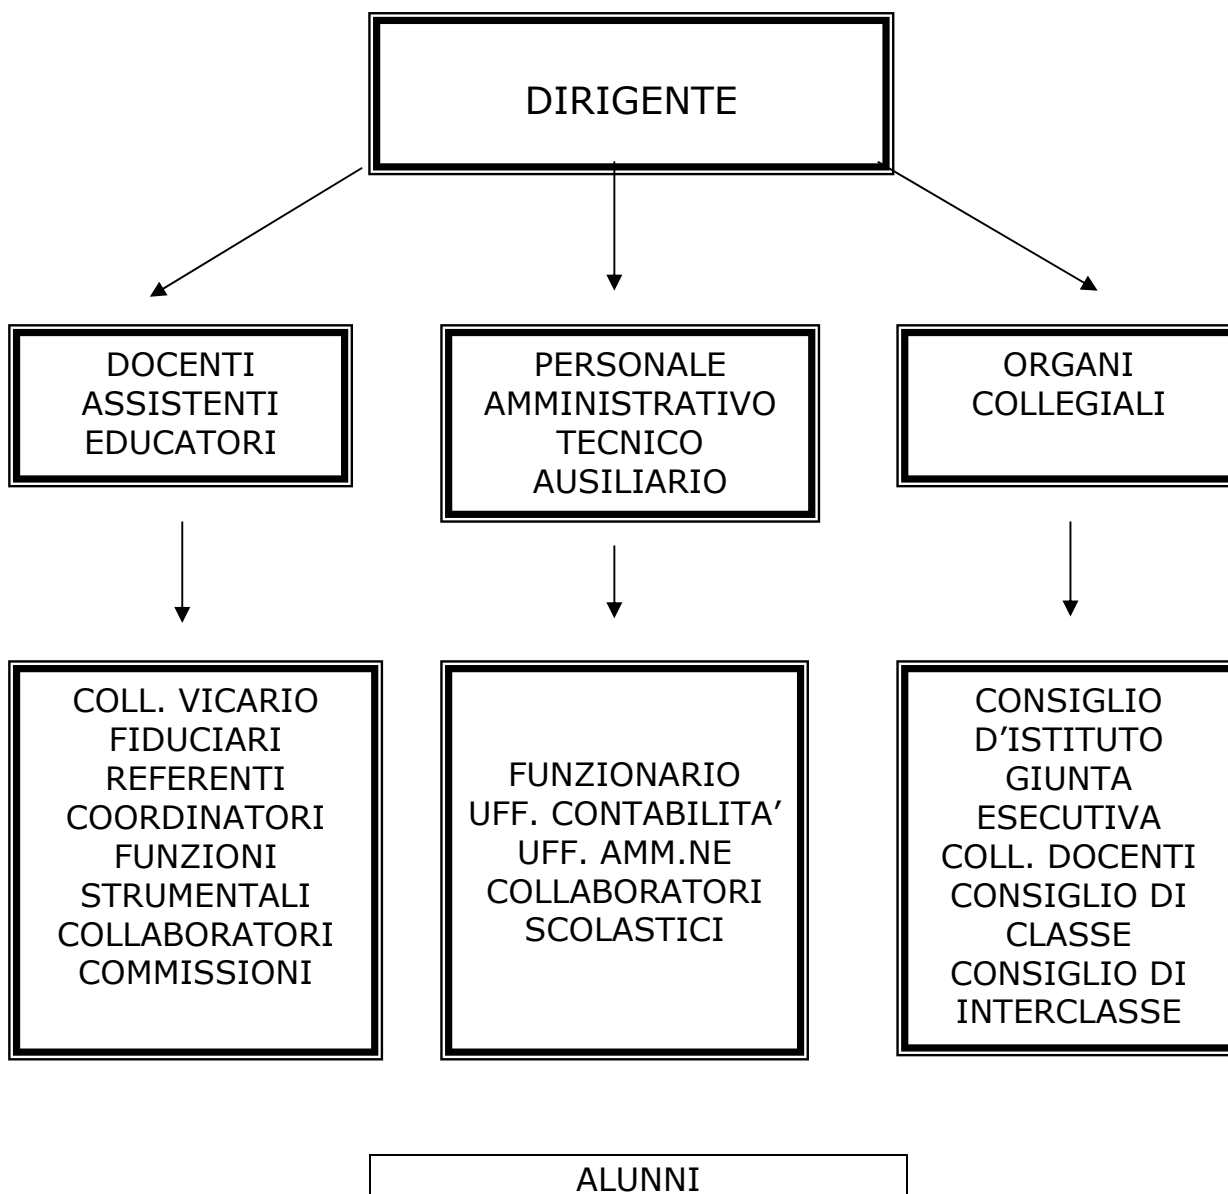 DIRIGENTE
DOCENTI
ASSISTENTI
EDUCATORI
PERSONALE
AMMINISTRATIVO
TECNICO
AUSILIARIO
ORGANI
COLLEGIALI
COLL. VICARIO
FIDUCIARI
REFERENTI
COORDINATORI
FUNZIONI
STRUMENTALI
COLLABORATORI
COMMISSIONI
FUNZIONARIO
UFF. CONTABILITA’
UFF. AMM.NE
COLLABORATORI
SCOLASTICI
CONSIGLIO
D’ISTITUTO
GIUNTA
ESECUTIVA
COLL. DOCENTI
CONSIGLIO DI
CLASSE
CONSIGLIO DI
INTERCLASSE
ALUNNI